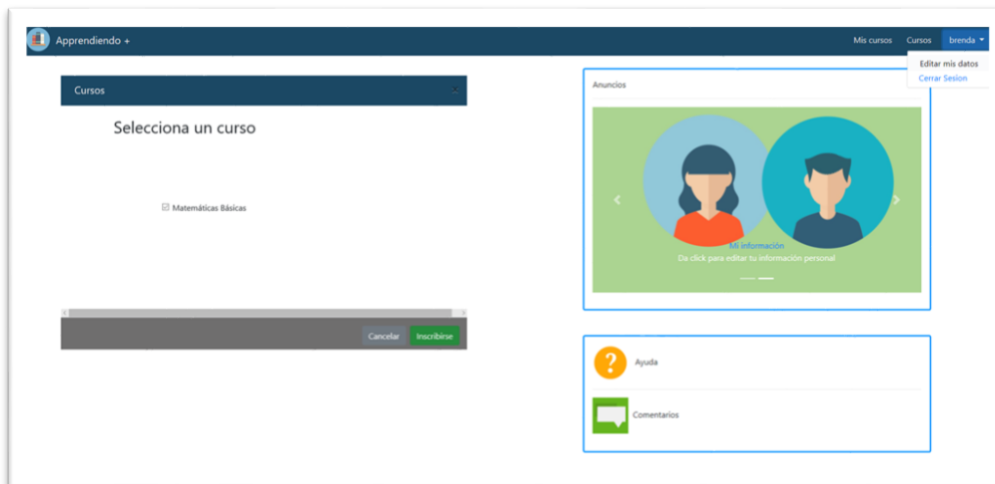 Apprendiendo +
Mis cursos
Cursos
brenda
Editar mis datos
Cerrar Sesion
Cursos
x
Selecciona un curso
Matemáticas Básicas
Cancelar
Inscribirse
Anuncios
Mi información
Da click para editar tu información personal
?
Ayuda
Comentarios